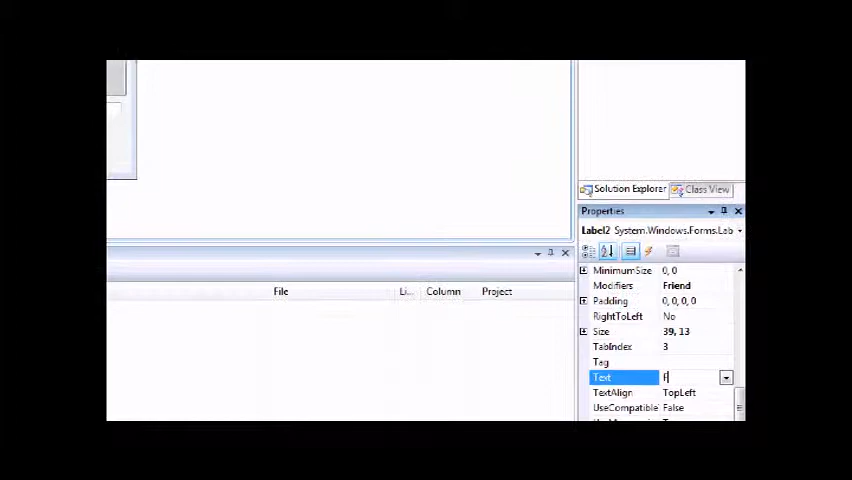 Solution Explorer Class View
Properties
Label2 System.Windows.Forms.Lab
MinimumSize 0, 0
File Li... Column Project
Modifiers Friend
Padding 0, 0, 0, 0
RightToLeft No
Size 39, 13
TabIndex 3
Tag
Text f
TextAlign TopLeft
UseCompatible False